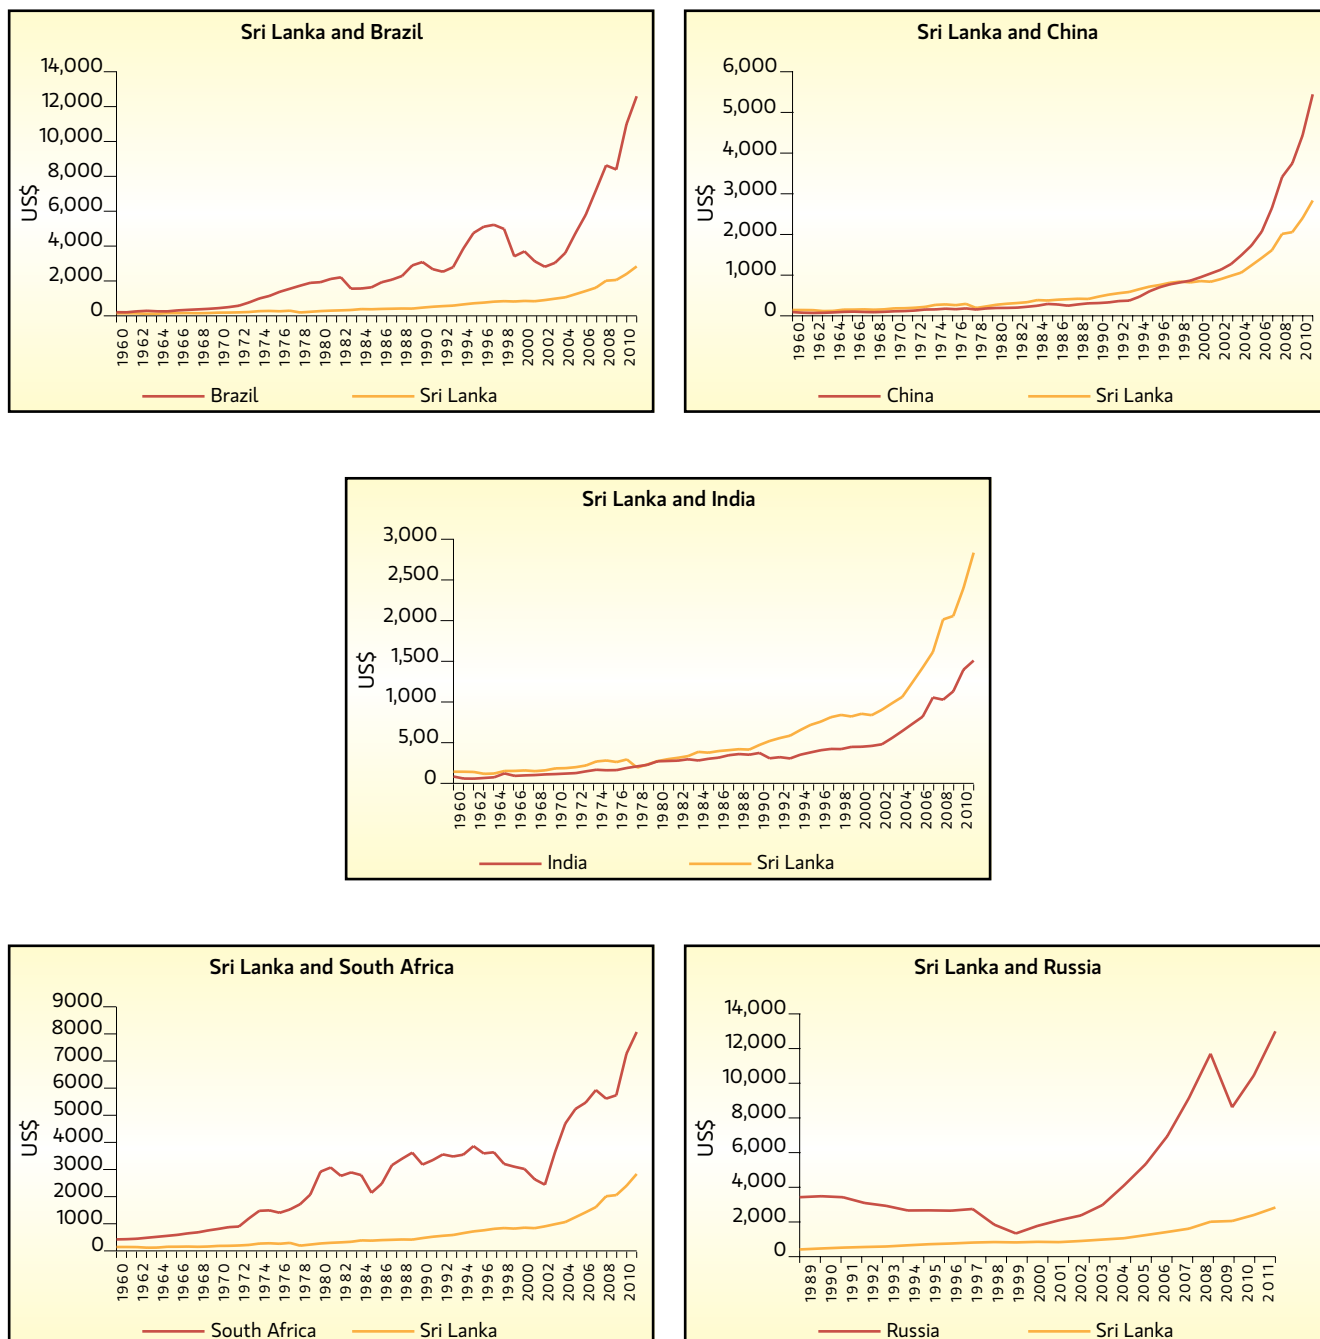 Sri Lanka and Brazil
14,000
12,000
10,000
8,000
6,000
4,000
2,000
0
US$
1960 1962 1964 1966 1968 1970 1972 1974 1976 1978 1980 1982 1984 1986 1988 1990 1992 1994 1996 1998 2000 2002 2004 2006 2008 2010
Brazil Sri Lanka
Sri Lanka and China
6,000
5,000
4,000
3,000
2,000
1,000
0
US$
1960 1962 1964 1966 1968 1970 1972 1974 1976 1978 1980 1982 1984 1986 1988 1990 1992 1994 1996 1998 2000 2002 2004 2006 2008 2010
China Sri Lanka
Sri Lanka and India
3,000
2,500
2,000
1,500
1,000
5,00
0
US$
1960 1962 1964 1966 1968 1970 1972 1974 1976 1978 1980 1982 1984 1986 1988 1990 1992 1994 1996 1998 2000 2002 2004 2006 2008 2010
India Sri Lanka
Sri Lanka and South Africa
9000
8000
7000
6000
5000
4000
3000
2000
1000
0
US$
1960 1962 1964 1966 1968 1970 1972 1974 1976 1978 1980 1982 1984 1986 1988 1990 1992 1994 1996 1998 2000 2002 2004 2006 2008 2010
South Africa Sri Lanka
Sri Lanka and Russia
14,000
12,000
10,000
8,000
6,000
4,000
2,000
0
US$
1989 1990 1991 1992 1993 1994 1995 1996 1997 1998 1999 2000 2001 2002 2003 2004 2005 2006 2007 2008 2009 2010 2011
Russia Sri Lanka